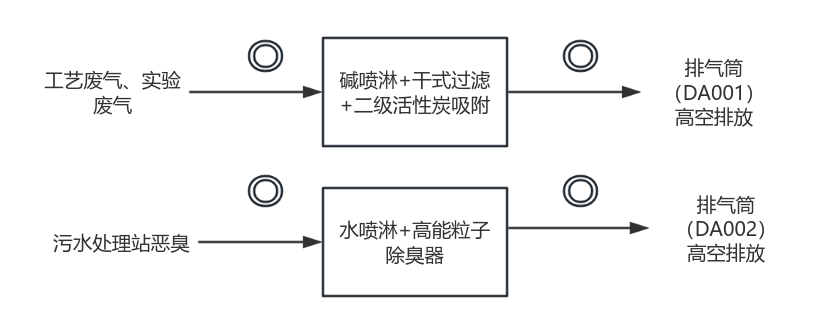 工艺废气、实验
废气
碱喷淋+干式过滤
+二级活性炭吸附
排气筒
（DA001）
高空排放
污水处理站恶臭
水喷淋+高能粒子
除臭器
排气筒
（DA002）
高空排放